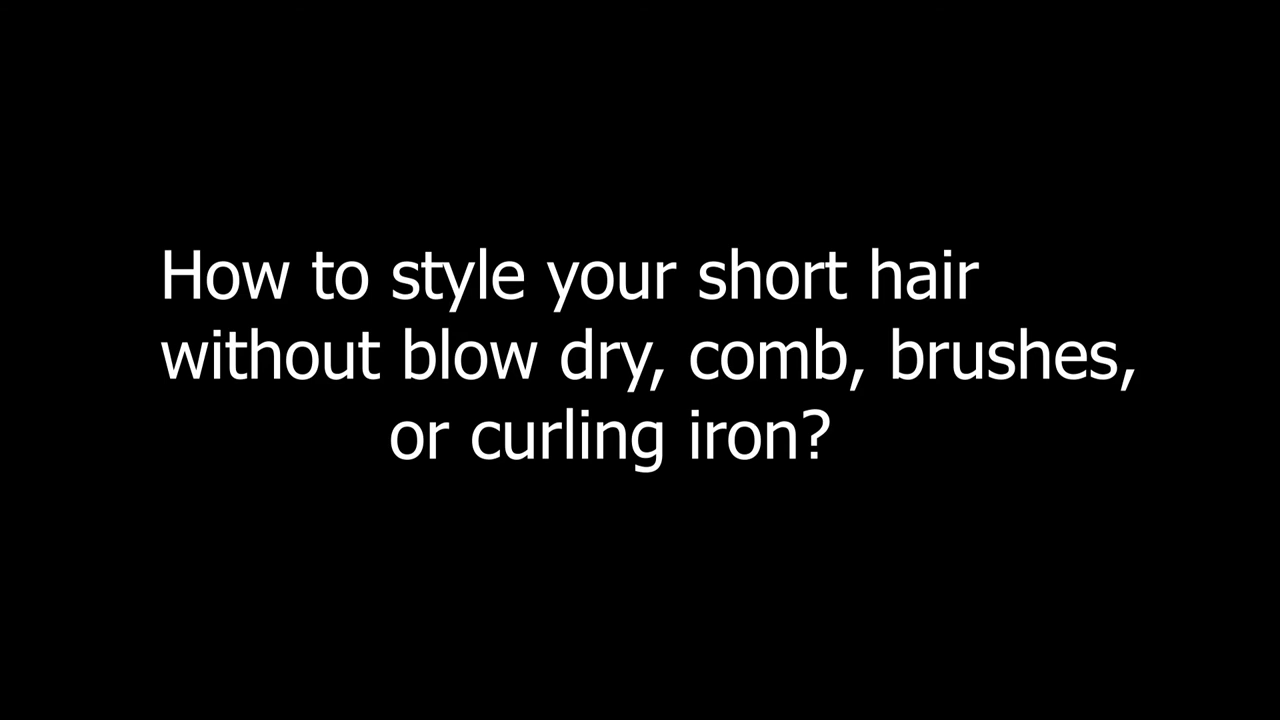 How to style your short hair
without blow dry, comb, brushes,
or curling iron?